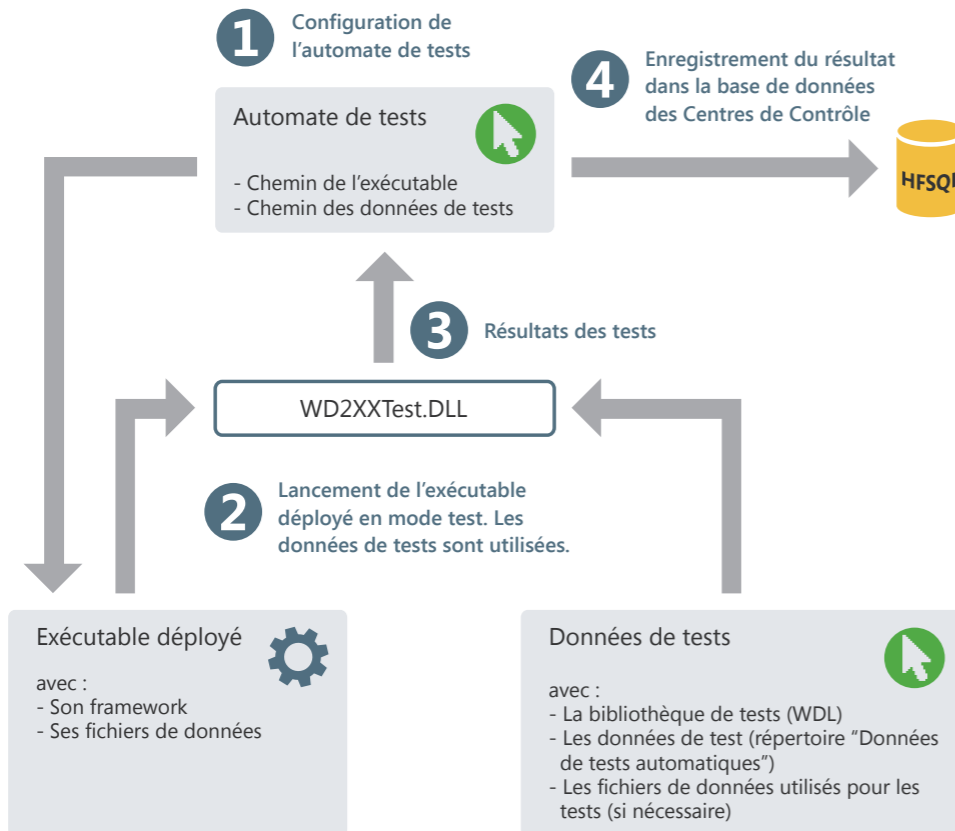 1
Configuration de
l'automate de tests
4
Enregistrement du résultat
dans la base de données
des Centres de Contrôle
Automate de tests
- Chemin de l'exécutable
- Chemin des données de tests
HFSQL
3
Résultats des tests
WD2XXTest.DLL
2
Lancement de l'exécutable
déployé en mode test. Les
données de tests sont utilisées.
Exécutable déployé
avec :
- Son framework
- Ses fichiers de données
Données de tests
avec :
- La bibliothèque de tests (WDL)
- Les données de test (répertoire "Données
de tests automatiques")
- Les fichiers de données utilisés pour les
tests (si nécessaire)